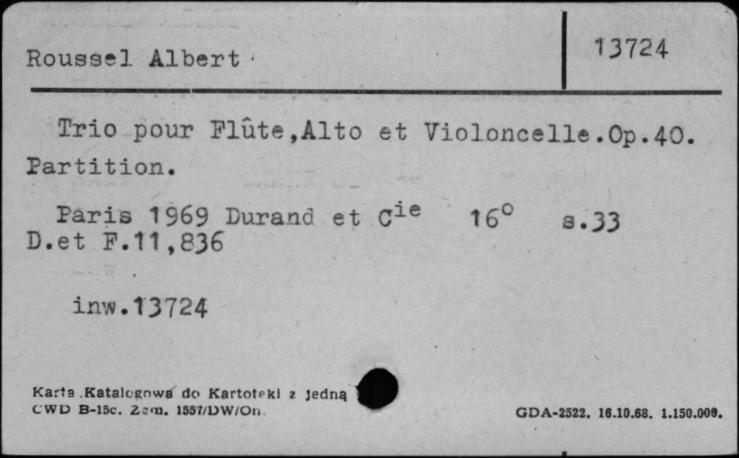 Roussel Albert
13724
Trio pour Flûte,Alto et Violoncelle.Op.40.
Partition.
Paris 1969 Durand et Cie 16° s.33
D.et F.11,836
inw.13724
Karta Katalogowa do Kartoteki z jedną
CWD B-15c. Zam. 1557/DW/On.
GDA-2522. 16.10.68. 1.150.000.